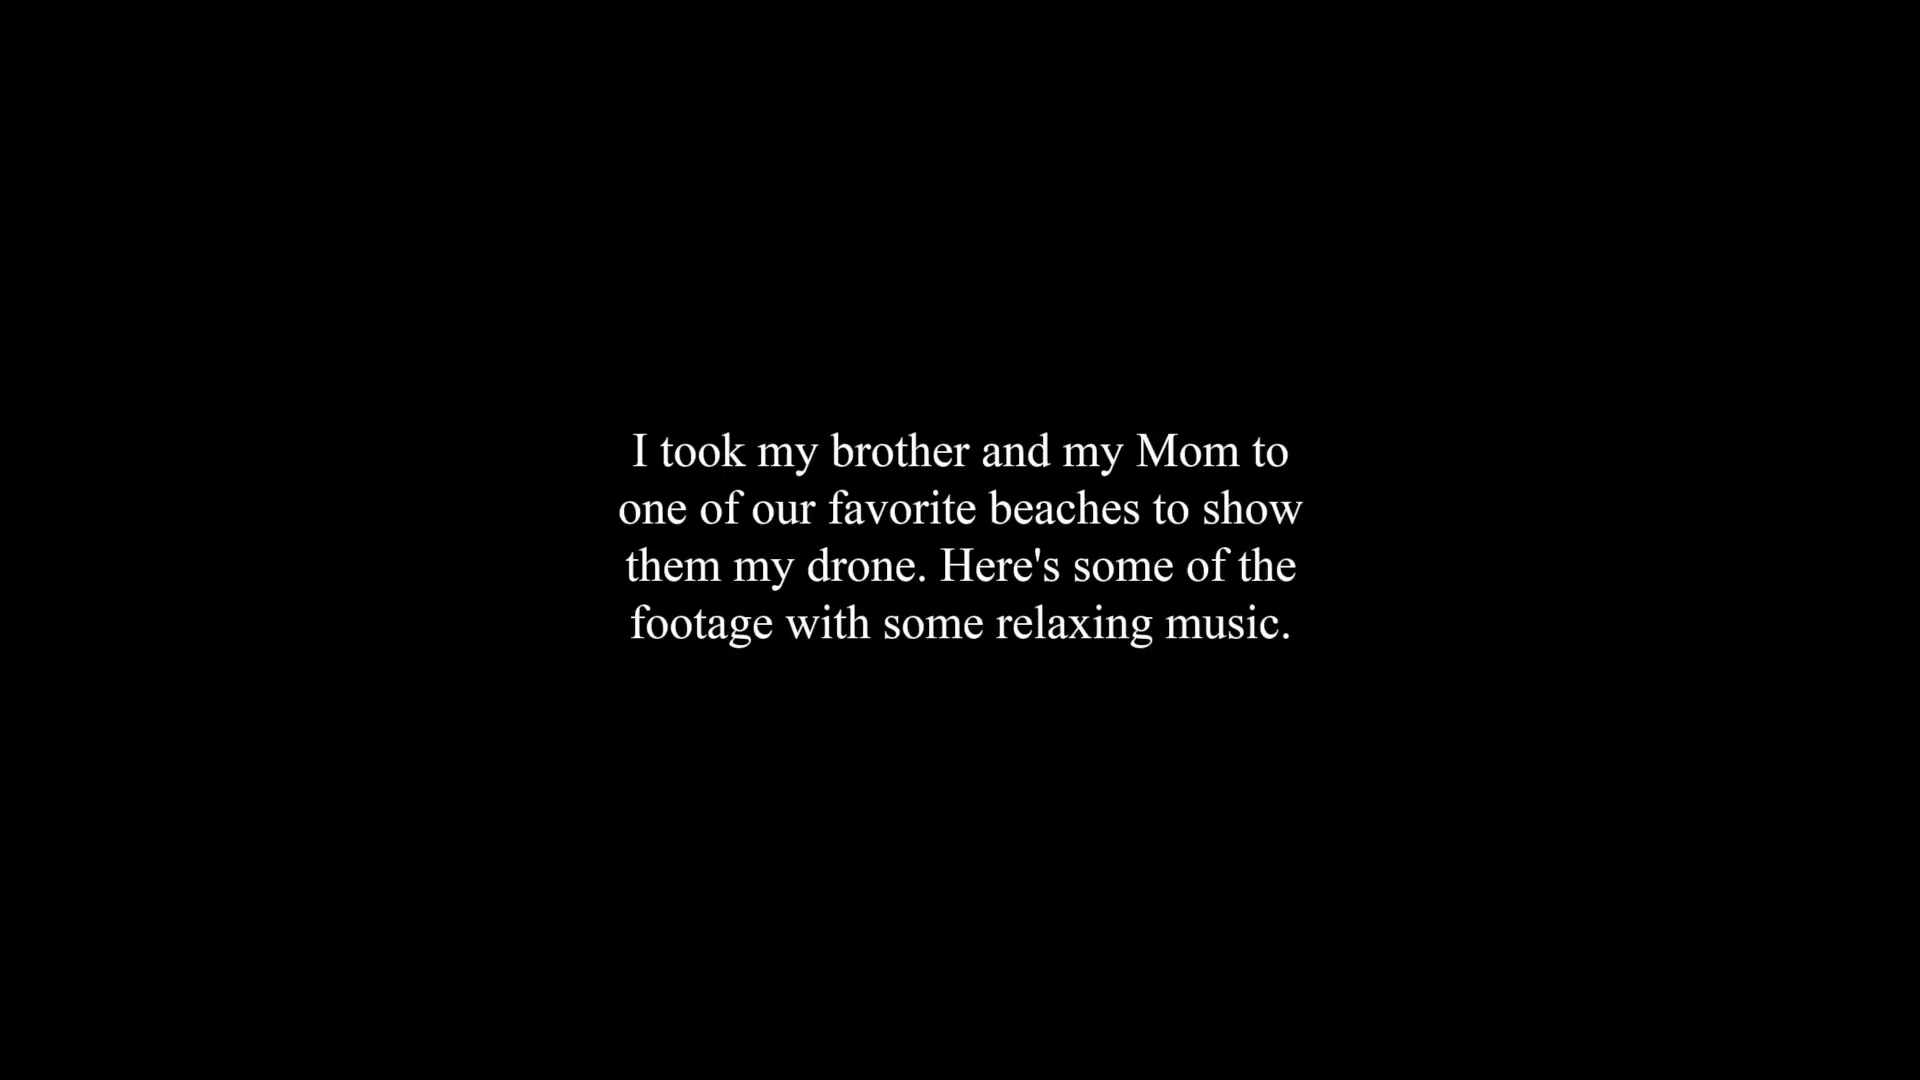 I took my brother and my Mom to
one of our favorite beaches to show
them my drone. Here's some of the
footage with some relaxing music.